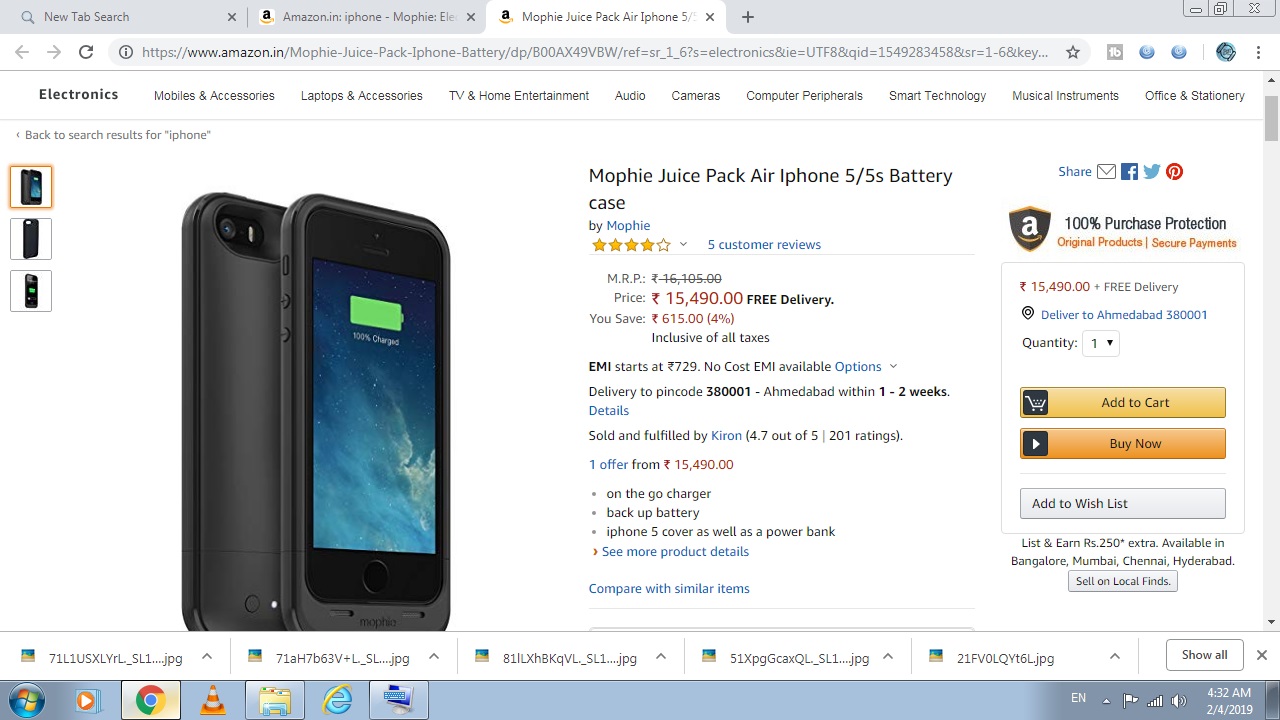 New Tab Search
Amazon.in: iphone - Mophie: Ele
Mophie Juice Pack Air Iphone 5/5
https://www.amazon.in/Mophie-Juice-Pack-Iphone-Battery/dp/B00AX49VBW/ref=sr_1_6?s=electronics&ie=UTF8&qid=1549283458&sr=1-6&key...
Electronics Mobiles & Accessories Laptops & Accessories TV & Home Entertainment Audio Cameras Computer Peripherals Smart Technology Musical Instruments Office & Stationery
‹ Back to search results for "iphone"
Mophie Juice Pack Air Iphone 5/5s Battery
case
by Mophie
5 customer reviews
M.R.P.: ₹ 16,105.00
Price: ₹ 15,490.00 FREE Delivery.
You Save: ₹ 615.00 (4%)
Inclusive of all taxes
EMI starts at ₹729. No Cost EMI available Options
Delivery to pincode 380001 - Ahmedabad within 1 - 2 weeks.
Details
Sold and fulfilled by Kiron (4.7 out of 5 | 201 ratings).
1 offer from ₹ 15,490.00
on the go charger
back up battery
iphone 5 cover as well as a power bank
› See more product details
Compare with similar items
100% Charged
mophie
Share
100% Purchase Protection
Original Products | Secure Payments
₹ 15,490.00 + FREE Delivery
Deliver to Ahmedabad 380001
Quantity: 1
Add to Cart
Buy Now
Add to Wish List
List & Earn Rs.250* extra. Available in
Bangalore, Mumbai, Chennai, Hyderabad.
Sell on Local Finds.
71L1USXLYrL._SL1....jpg
71aH7b63V+L._SL....jpg
81lLXhBKqVL._SL1....jpg
51XpgGcaxQL._SL1....jpg
21FV0LQYt6L.jpg
Show all
EN
4:32 AM
2/4/2019